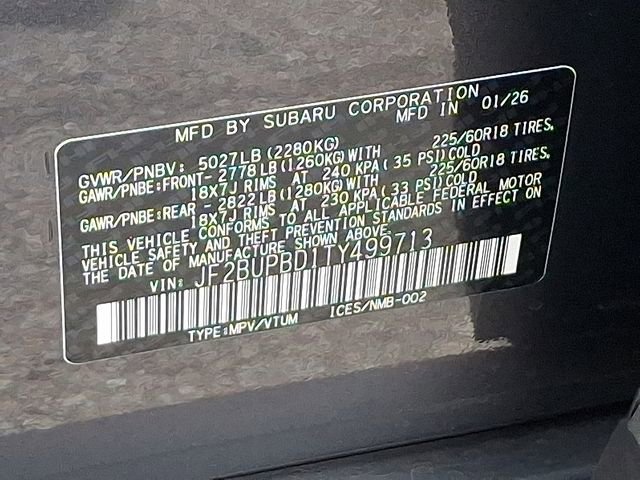 MFD BY SUBARU CORPORATION
MFD IN 01/26
GVWR/PNBV: 5027LB (2280KG)
GAWR/PNBE:FRONT-2778LB(1260KG)WITH 225/60R18 TIRES,
18X7J RIMS AT 240 KPA( 35 PSI)COLD
GAWR/PNBE:REAR -2822LB(1280KG)WITH 225/60R18 TIRES,
18X7J RIMS AT 230 KPA( 33 PSI)COLD
THIS VEHICLE CONFORMS TO ALL APPLICABLE FEDERAL MOTOR
VEHICLE SAFETY AND THEFT PREVENTION STANDARDS IN EFFECT ON
THE DATE OF MANUFACTURE SHOWN ABOVE.
VIN: JF2BUPBD1TY499713
TYPE:MPV/VTUM ICES/NMB-002